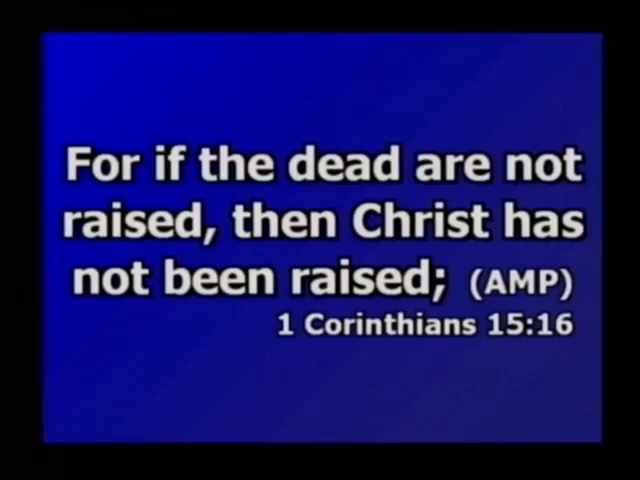 For if the dead are not
raised, then Christ has
not been raised; (AMP)
1 Corinthians 15:16